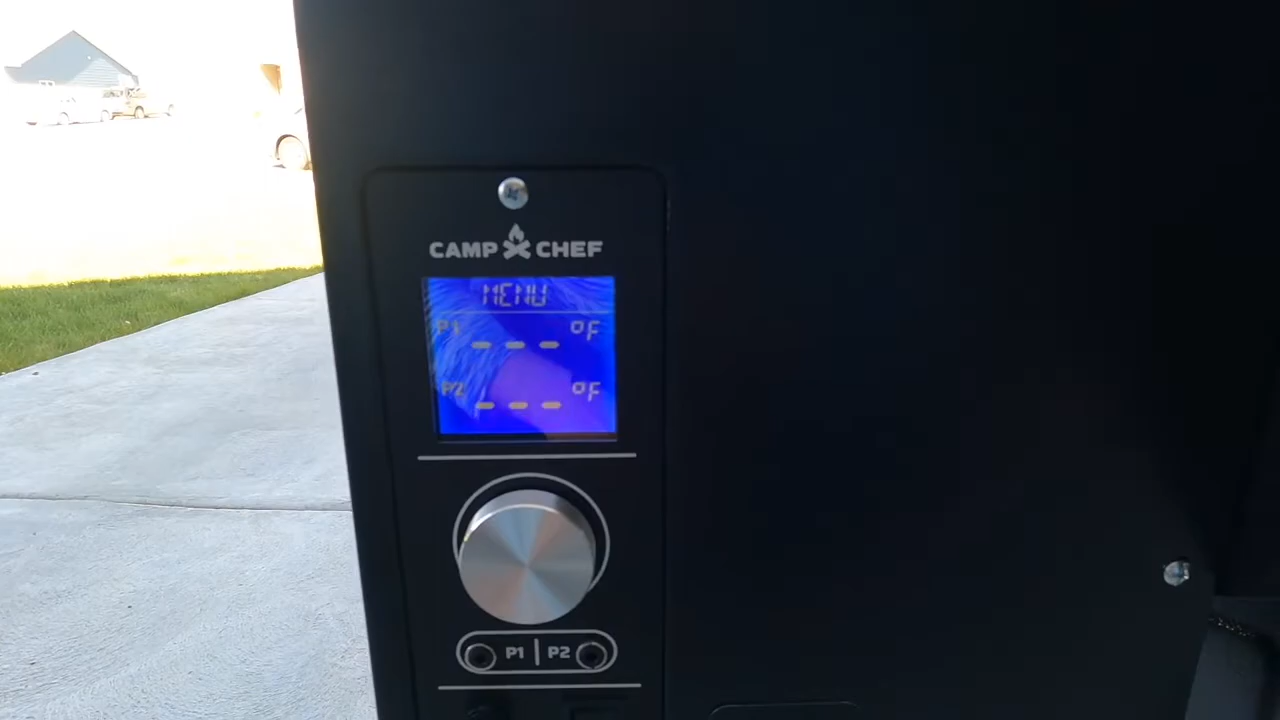 CAMP CHEF
MENU
P1 °F
- - -
P2 °F
- - -
P1 | P2